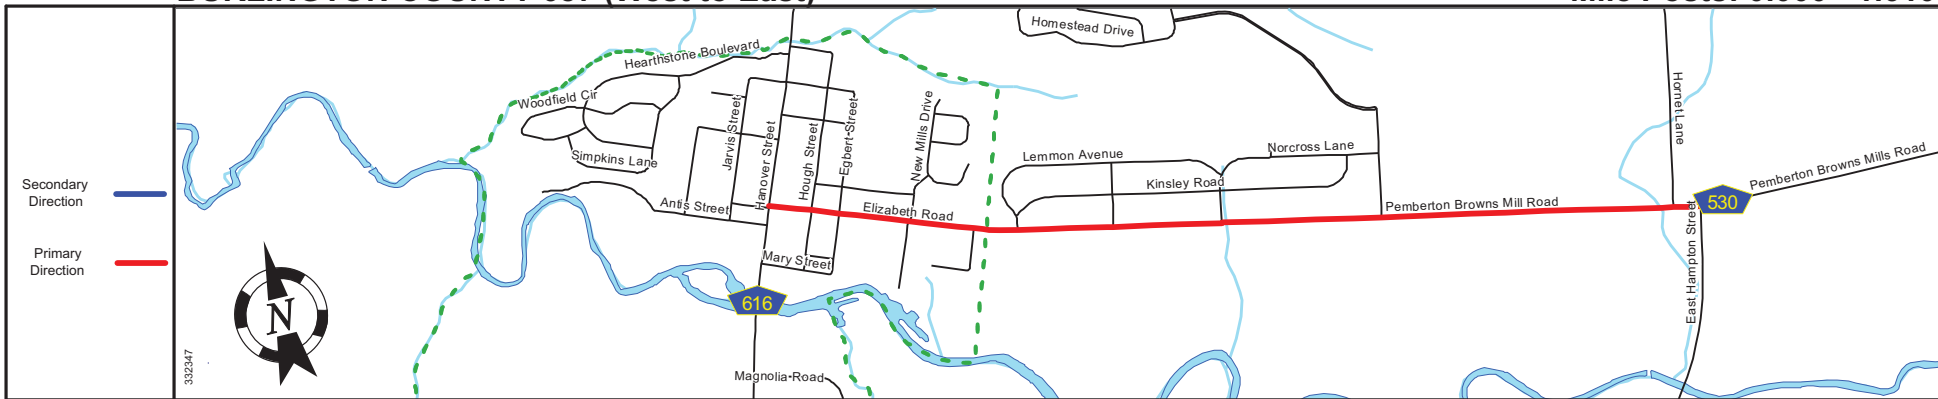 Homestead Drive
Hearthstone Boulevard
Woodfield Cir
Simpkins Lane
Jarvis Street
Hanover Street
Hough Street
Egbert Street
New Mills Drive
Lemmon Avenue
Norcross Lane
Kinsley Road
Hornet Lane
Pemberton Browns Mills Road
Secondary
Direction
Antis Street
Elizabeth Road
Pemberton Browns Mill Road
530
Primary
Direction
Mary Street
East Hampton Street
616
N
332347
Magnolia Road